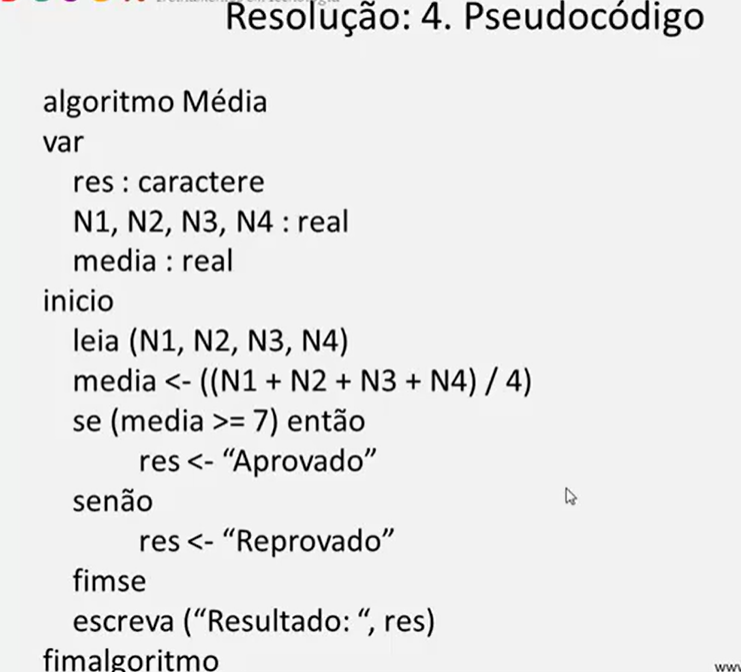 Resolução: 4. Pseudocódigo
algoritmo Média
var
res : caractere
N1, N2, N3, N4 : real
media : real
inicio
leia (N1, N2, N3, N4)
media <- ((N1 + N2 + N3 + N4) / 4)
se (media >= 7) então
res <- “Aprovado”
senão
res <- “Reprovado”
fimse
escreva (“Resultado: “, res)
fimalgoritmo